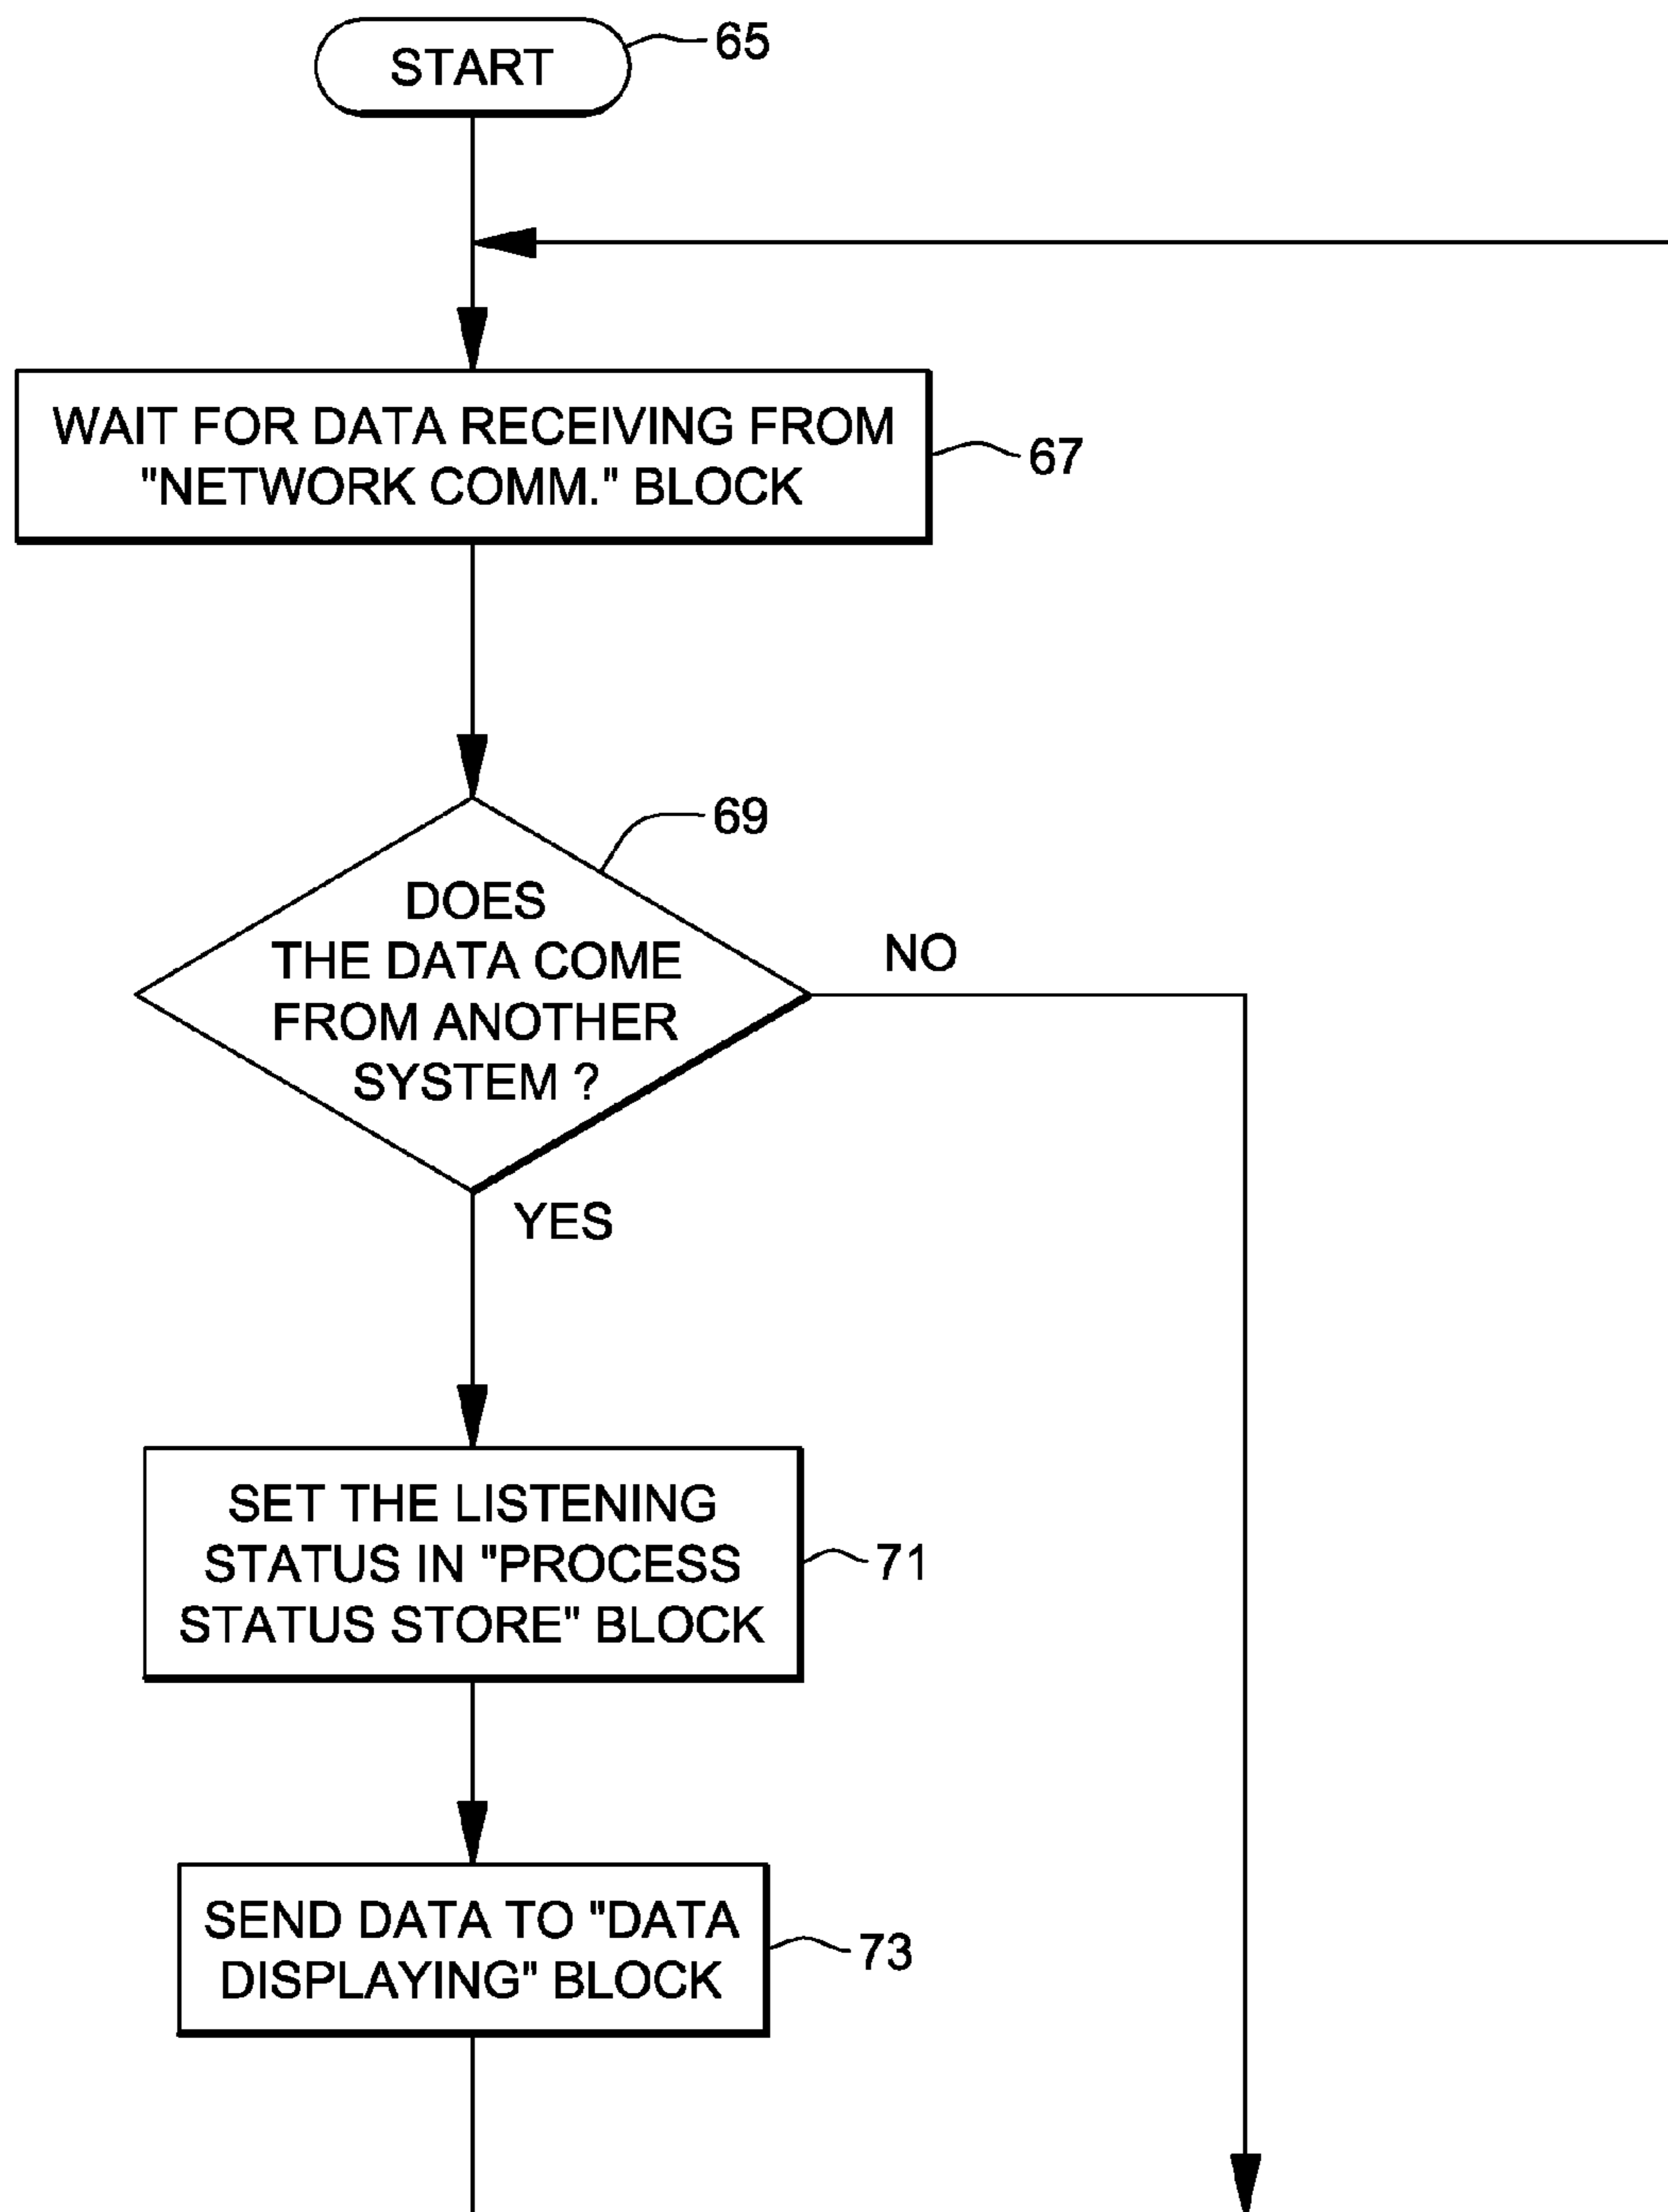 START
65
WAIT FOR DATA RECEIVING FROM
"NETWORK COMM." BLOCK
67
69
DOES
THE DATA COME
FROM ANOTHER
SYSTEM ?
NO
YES
SET THE LISTENING
STATUS IN "PROCESS
STATUS STORE" BLOCK
71
SEND DATA TO "DATA
DISPLAYING" BLOCK
73